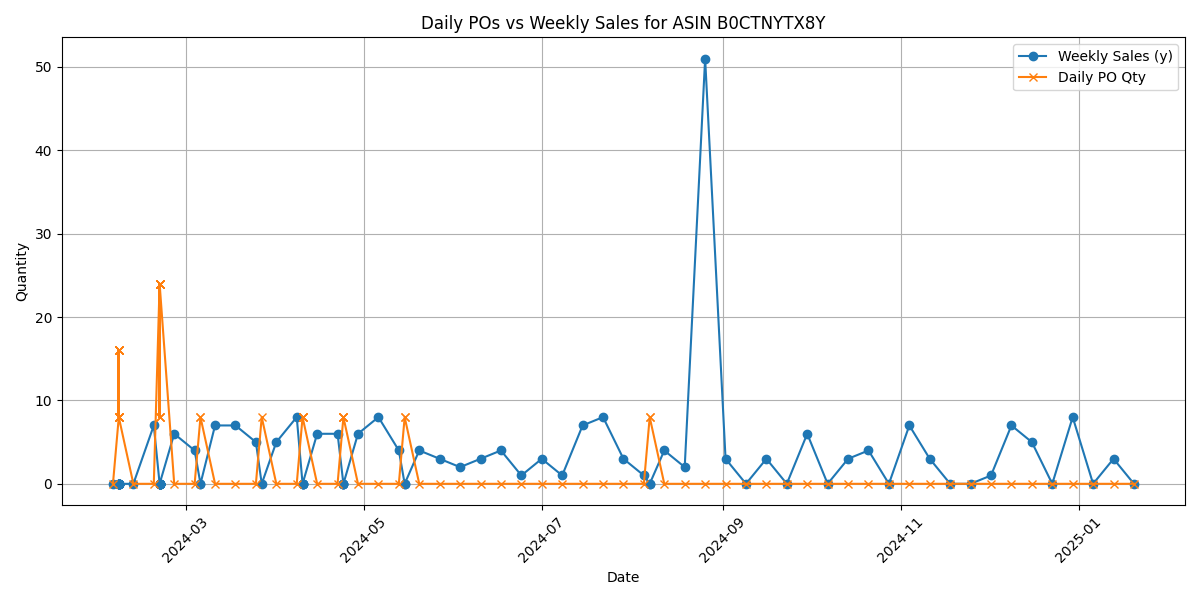 Daily POs vs Weekly Sales for ASIN B0CTNYTX8Y
Weekly Sales (y)
Daily PO Qty
Quantity
50
40
30
20
10
0
2024-03
2024-05
2024-07
2024-09
2024-11
2025-01
Date